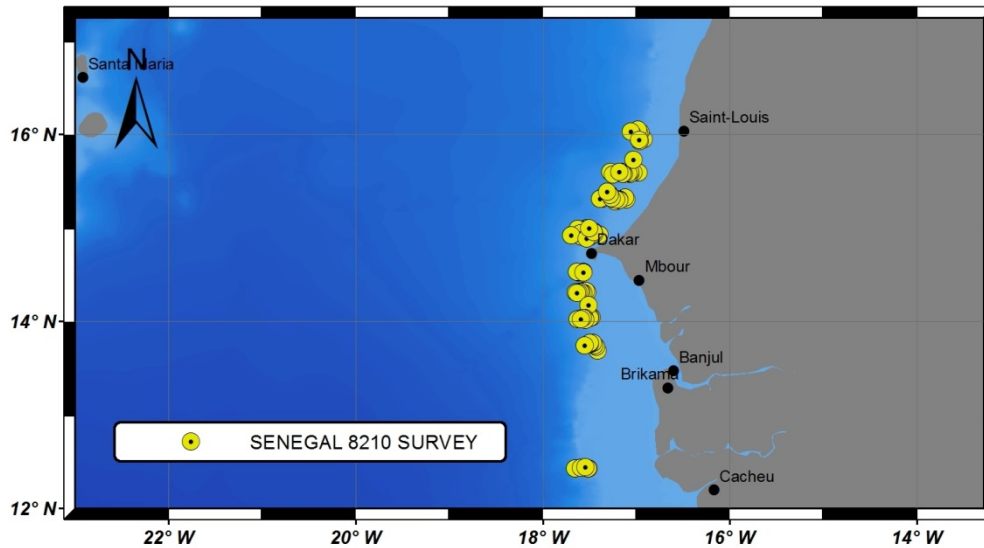 N
Santa Maria
16° N
Saint-Louis
Dakar
Mbour
14° N
Banjul
Brikama
SENEGAL 8210 SURVEY
Cacheu
12° N
22° W
20° W
18° W
16° W
14° W